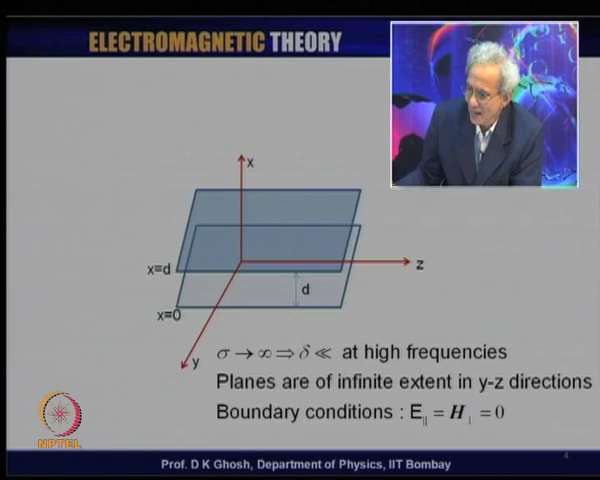 ELECTROMAGNETIC THEORY
x
x=d
z
d
x=0
y
σ → ∞ ⇒ δ ≪ at high frequencies
Planes are of infinite extent in y-z directions
Boundary conditions : E∥ = H⊥ = 0
NPTEL
4
Prof. D K Ghosh, Department of Physics, IIT Bombay